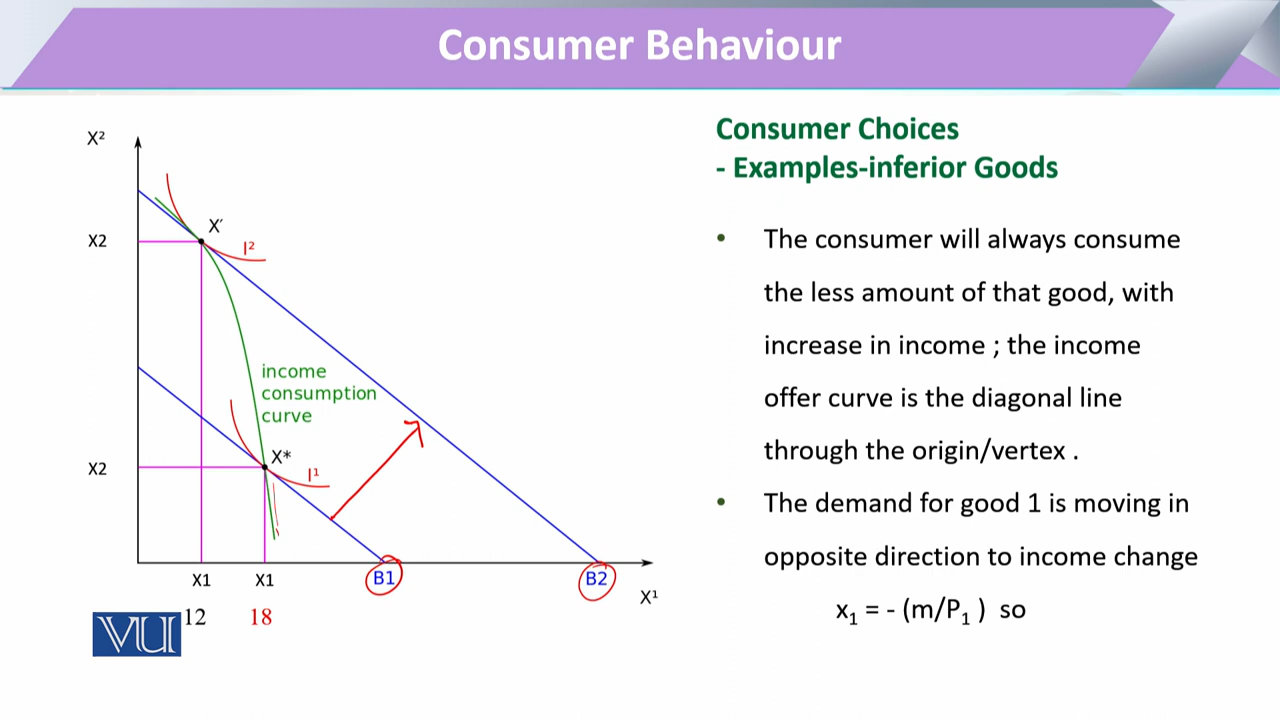 Consumer Behaviour
X²
X2
X′
I²
income
consumption
curve
X*
X2
I¹
X1
X1
B1
B2
X¹
12
18
VU
Consumer Choices
- Examples-inferior Goods
• The consumer will always consume
the less amount of that good, with
increase in income ; the income
offer curve is the diagonal line
through the origin/vertex .
• The demand for good 1 is moving in
opposite direction to income change
x₁ = - (m/P₁ ) so